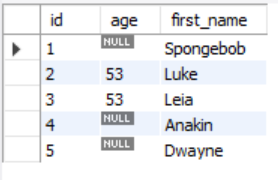 id age first_name
1 NULL Spongebob
2 53 Luke
3 53 Leia
4 NULL Anakin
5 NULL Dwayne